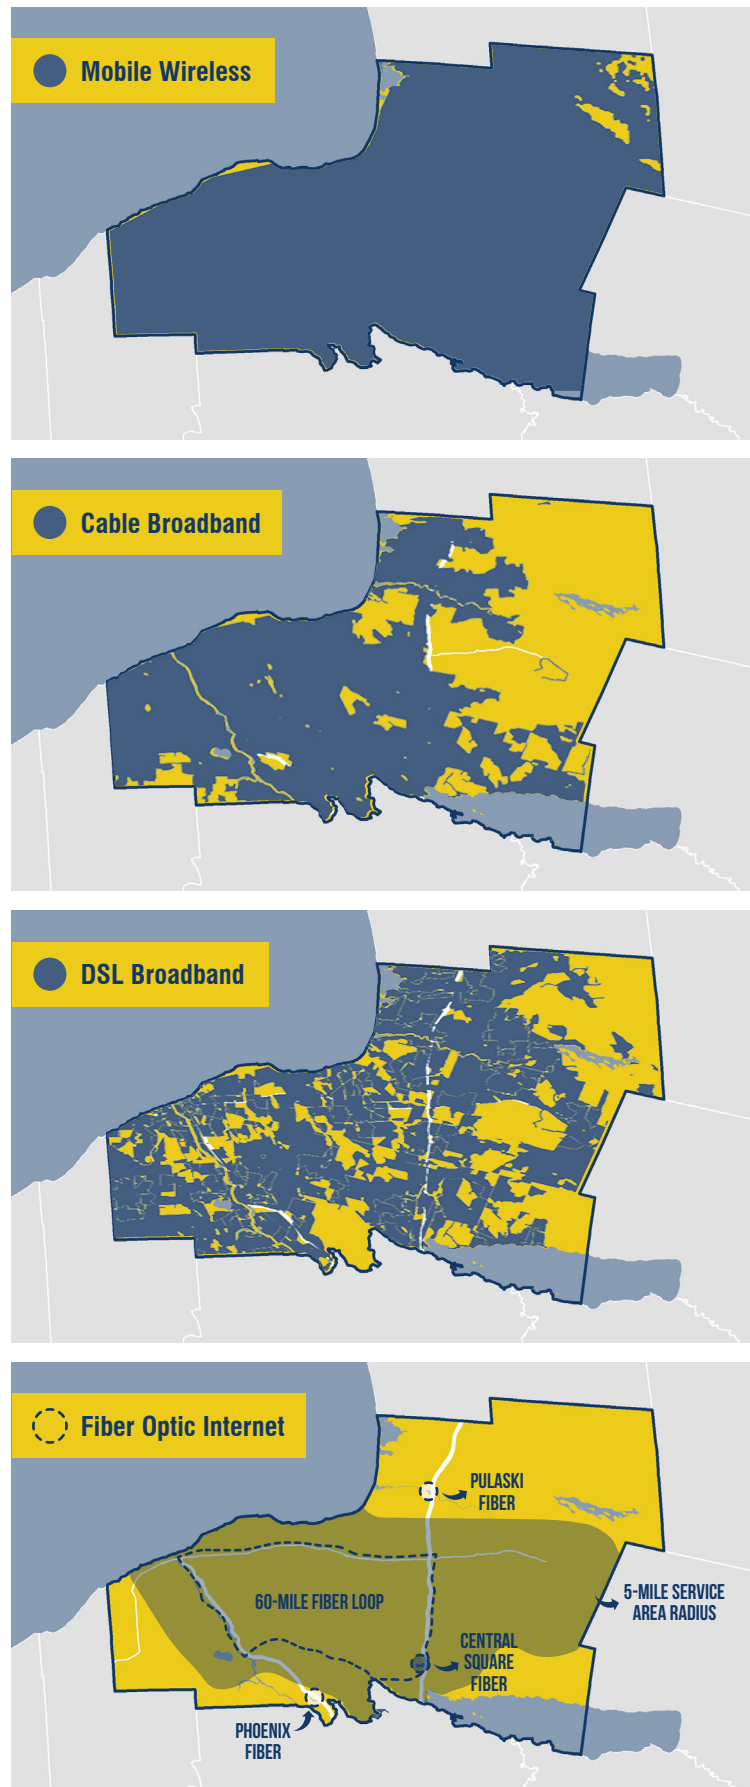 Mobile Wireless
Cable Broadband
DSL Broadband
Fiber Optic Internet
PULASKI
FIBER
60-MILE FIBER LOOP
5-MILE SERVICE
AREA RADIUS
CENTRAL
SQUARE
FIBER
PHOENIX
FIBER